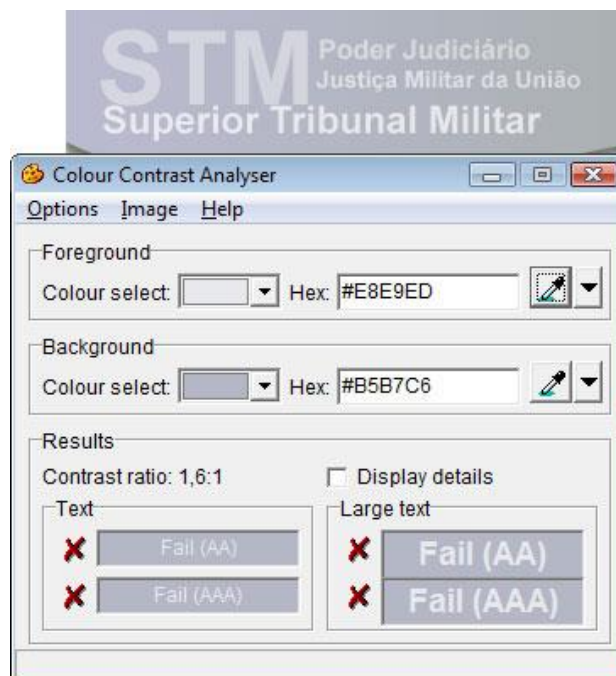 STM
Poder Judiciário
Justiça Militar da União
Superior Tribunal Militar
Colour Contrast Analyser
Options Image Help
Foreground
Colour select: Hex: #E8E9ED
Background
Colour select: Hex: #B5B7C6
Results
Contrast ratio: 1,6:1 Display details
Text Large text
Fail (AA) Fail (AA)
Fail (AAA) Fail (AAA)